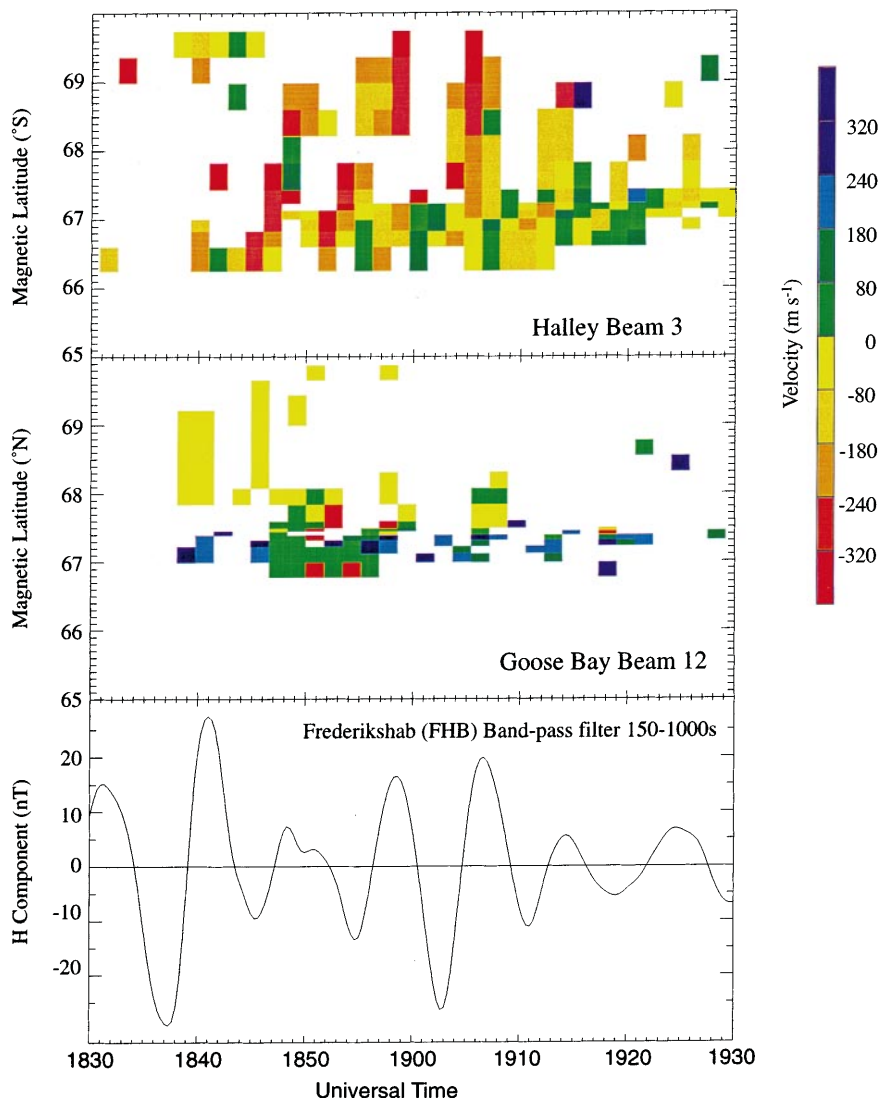 Magnetic Latitude (˚S)
69
68
67
66
65
Halley Beam 3
Magnetic Latitude (˚N)
69
68
67
66
65
Goose Bay Beam 12
Velocity (m s⁻¹)
320
240
180
80
0
-80
-180
-240
-320
Frederikshab (FHB) Band-pass filter 150-1000s
H Component (nT)
20
10
0
-10
-20
1830 1840 1850 1900 1910 1920 1930
Universal Time